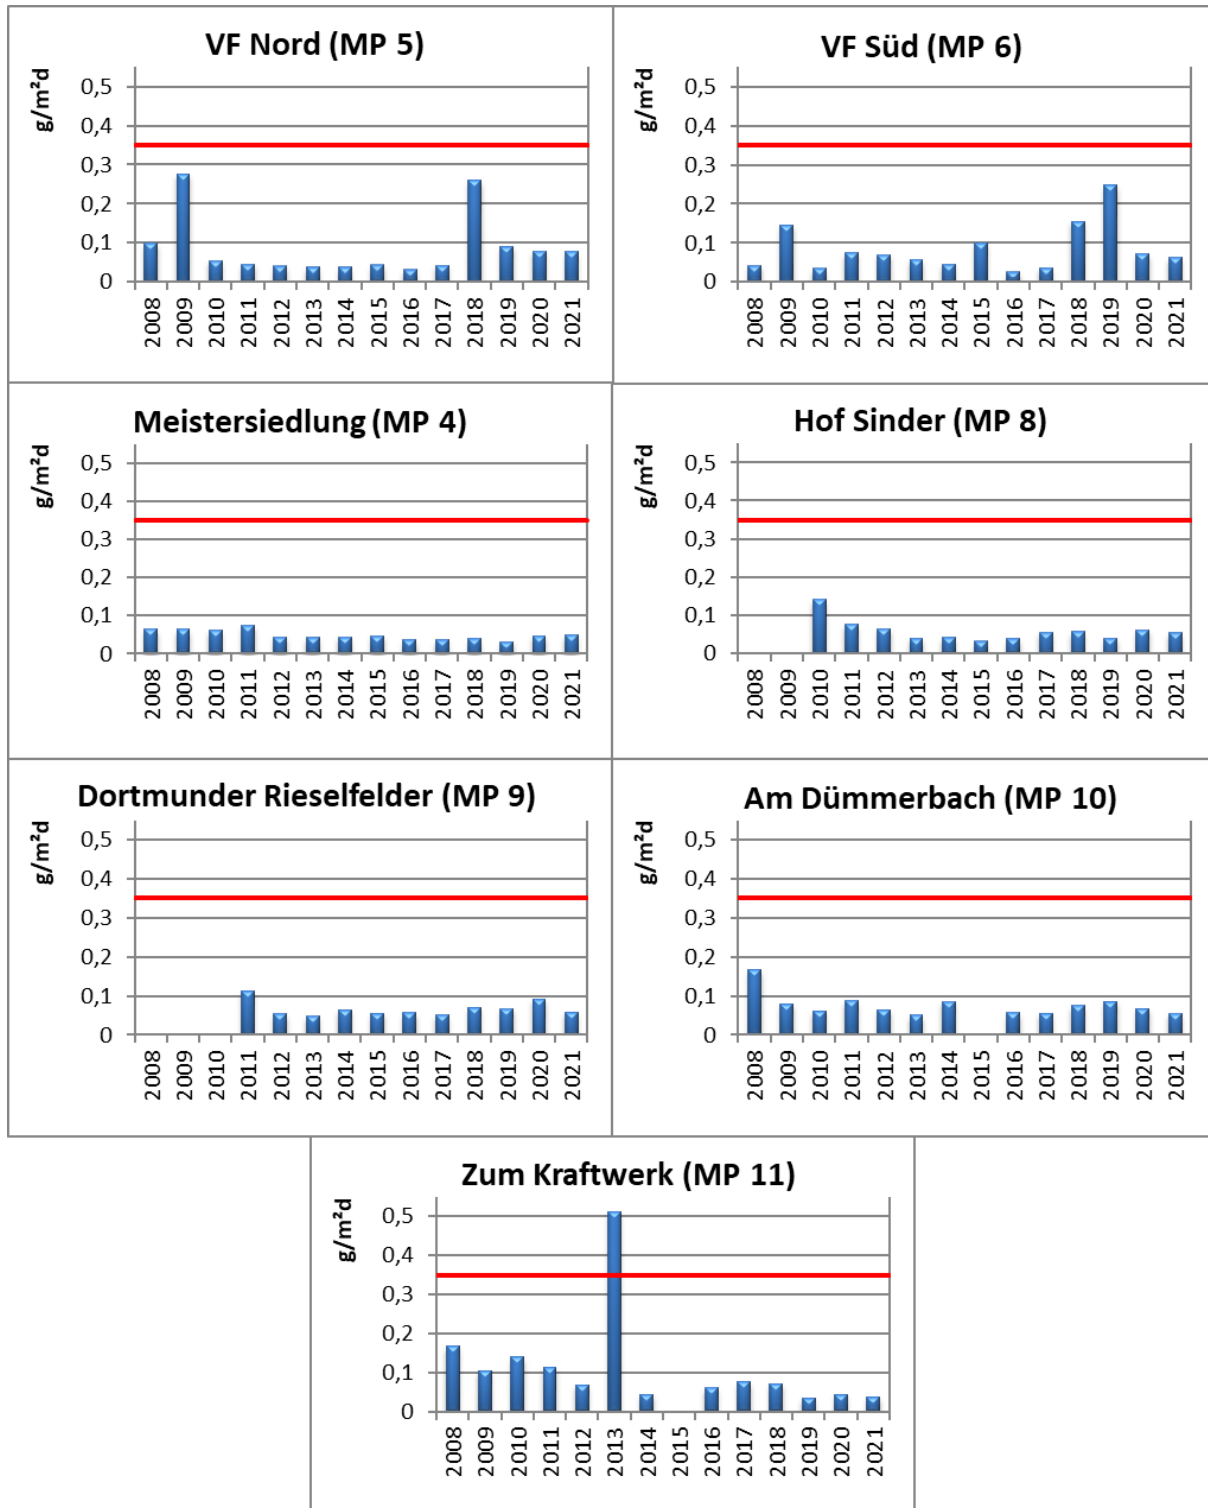 VF Nord (MP 5)
g/m²d
0,5
0,4
0,3
0,2
0,1
0
2008 2009 2010 2011 2012 2013 2014 2015 2016 2017 2018 2019 2020 2021
VF Süd (MP 6)
g/m²d
0,5
0,4
0,3
0,2
0,1
0
2008 2009 2010 2011 2012 2013 2014 2015 2016 2017 2018 2019 2020 2021
Meistersiedlung (MP 4)
g/m²d
0,5
0,4
0,3
0,2
0,1
0
2008 2009 2010 2011 2012 2013 2014 2015 2016 2017 2018 2019 2020 2021
Hof Sinder (MP 8)
g/m²d
0,5
0,4
0,3
0,2
0,1
0
2008 2009 2010 2011 2012 2013 2014 2015 2016 2017 2018 2019 2020 2021
Dortmunder Rieselfelder (MP 9)
g/m²d
0,5
0,4
0,3
0,2
0,1
0
2008 2009 2010 2011 2012 2013 2014 2015 2016 2017 2018 2019 2020 2021
Am Dümmerbach (MP 10)
g/m²d
0,5
0,4
0,3
0,2
0,1
0
2008 2009 2010 2011 2012 2013 2014 2015 2016 2017 2018 2019 2020 2021
Zum Kraftwerk (MP 11)
g/m²d
0,5
0,4
0,3
0,2
0,1
0
2008 2009 2010 2011 2012 2013 2014 2015 2016 2017 2018 2019 2020 2021